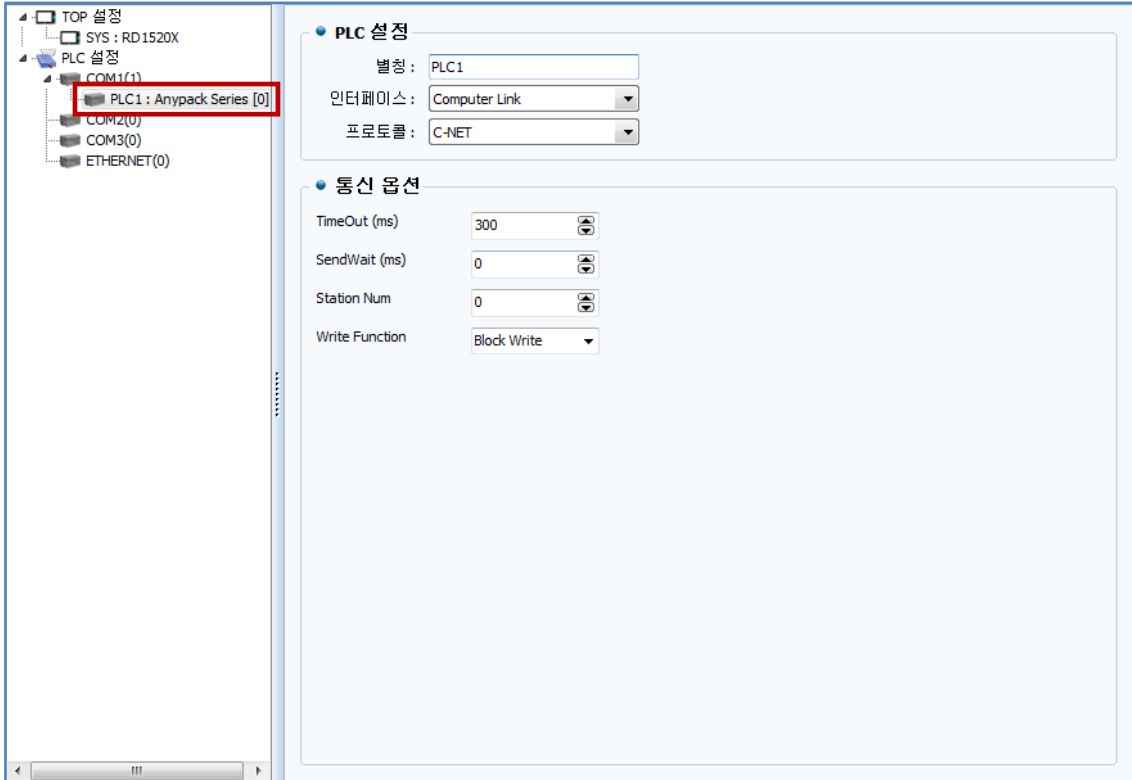 TOP 설정
SYS : RD1520X
PLC 설정
COM1(1)
PLC1 : Anypack Series [0]
COM2(0)
COM3(0)
ETHERNET(0)
PLC 설정
별칭 : PLC1
인터페이스 : Computer Link
프로토콜 : C-NET
통신 옵션
TimeOut (ms) 300
SendWait (ms) 0
Station Num 0
Write Function Block Write